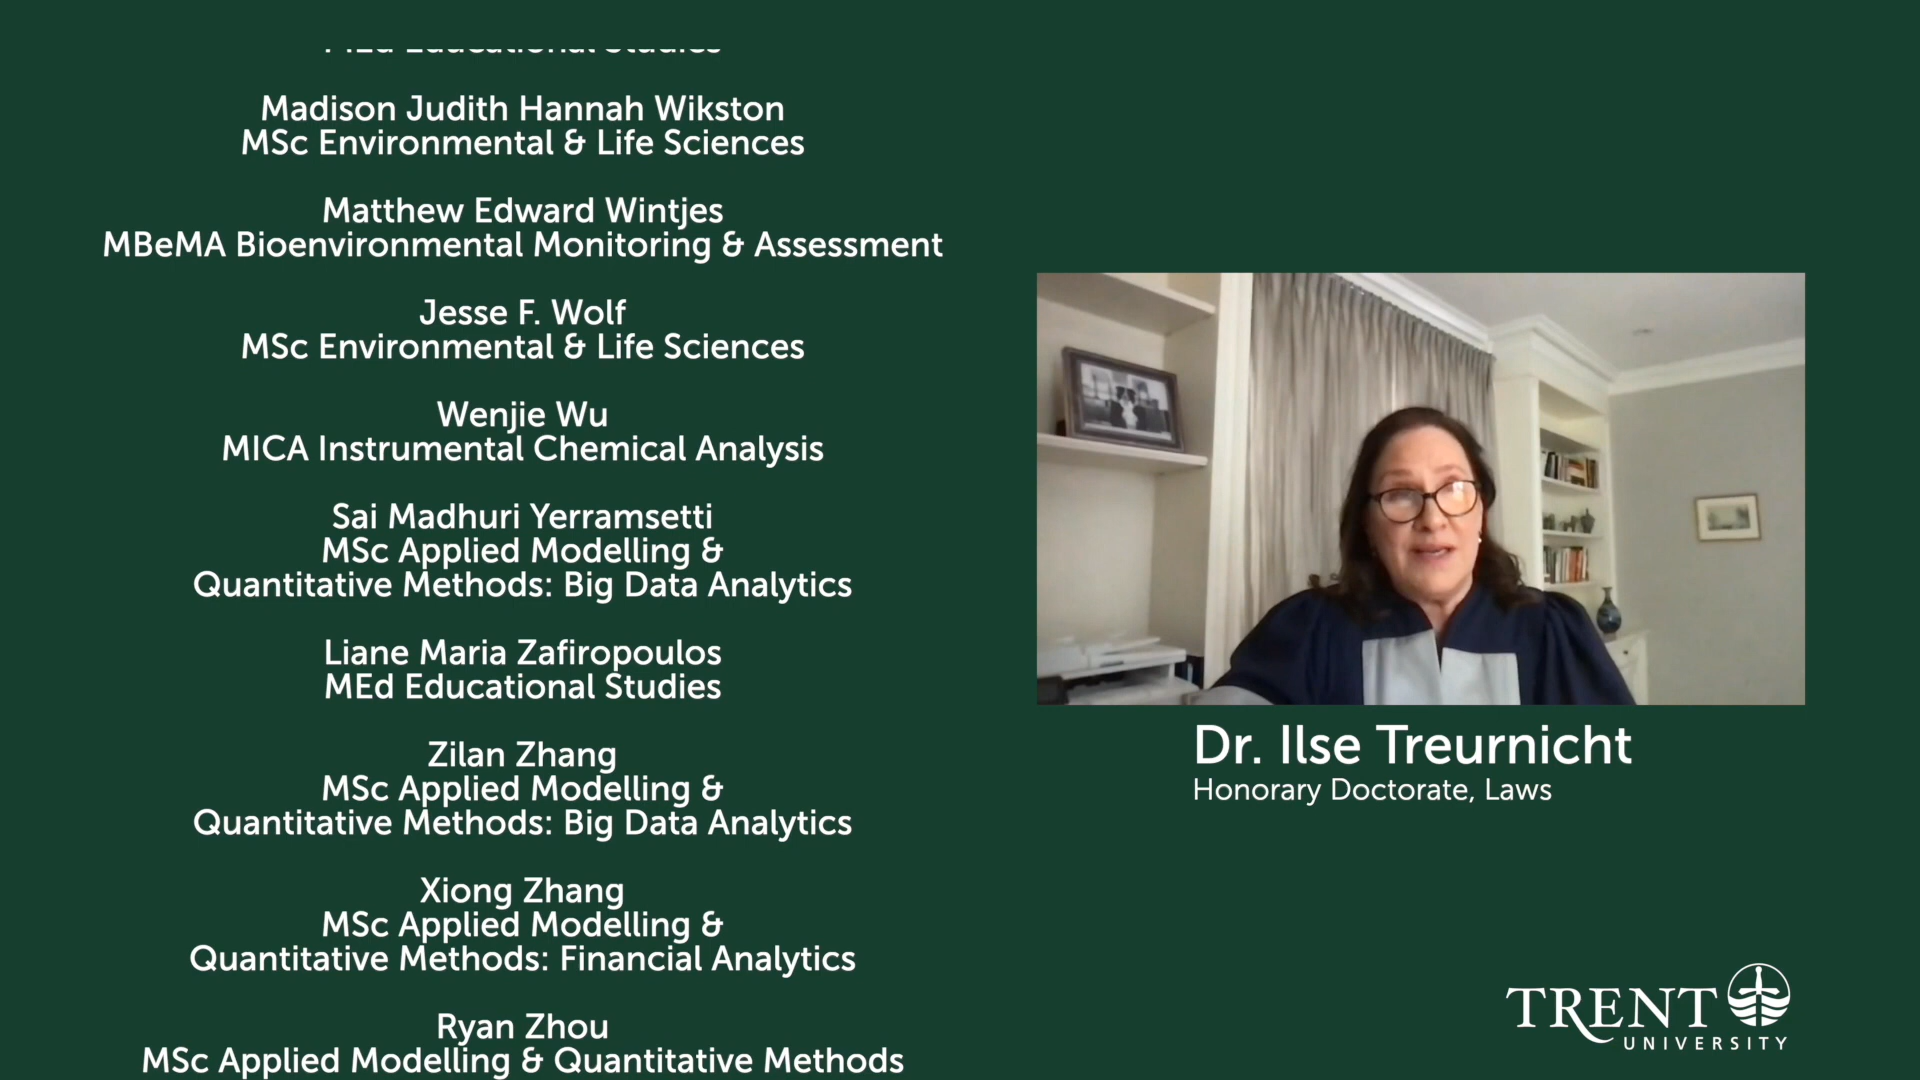 MEd Educational Studies
Madison Judith Hannah Wikston
MSc Environmental & Life Sciences
Matthew Edward Wintjes
MBeMA Bioenvironmental Monitoring & Assessment
Jesse F. Wolf
MSc Environmental & Life Sciences
Wenjie Wu
MICA Instrumental Chemical Analysis
Sai Madhuri Yerramsetti
MSc Applied Modelling &
Quantitative Methods: Big Data Analytics
Liane Maria Zafiropoulos
MEd Educational Studies
Zilan Zhang
MSc Applied Modelling &
Quantitative Methods: Big Data Analytics
Xiong Zhang
MSc Applied Modelling &
Quantitative Methods: Financial Analytics
Ryan Zhou
MSc Applied Modelling & Quantitative Methods
Dr. Ilse Treurnicht
Honorary Doctorate, Laws
TRENT
UNIVERSITY